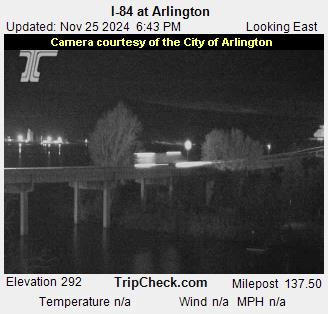 I-84 at Arlington
Updated: Nov 25 2024 6:43 PM Looking East
Camera courtesy of the City of Arlington
Elevation 292 TripCheck.com Milepost 137.50
Temperature n/a Wind n/a MPH n/a